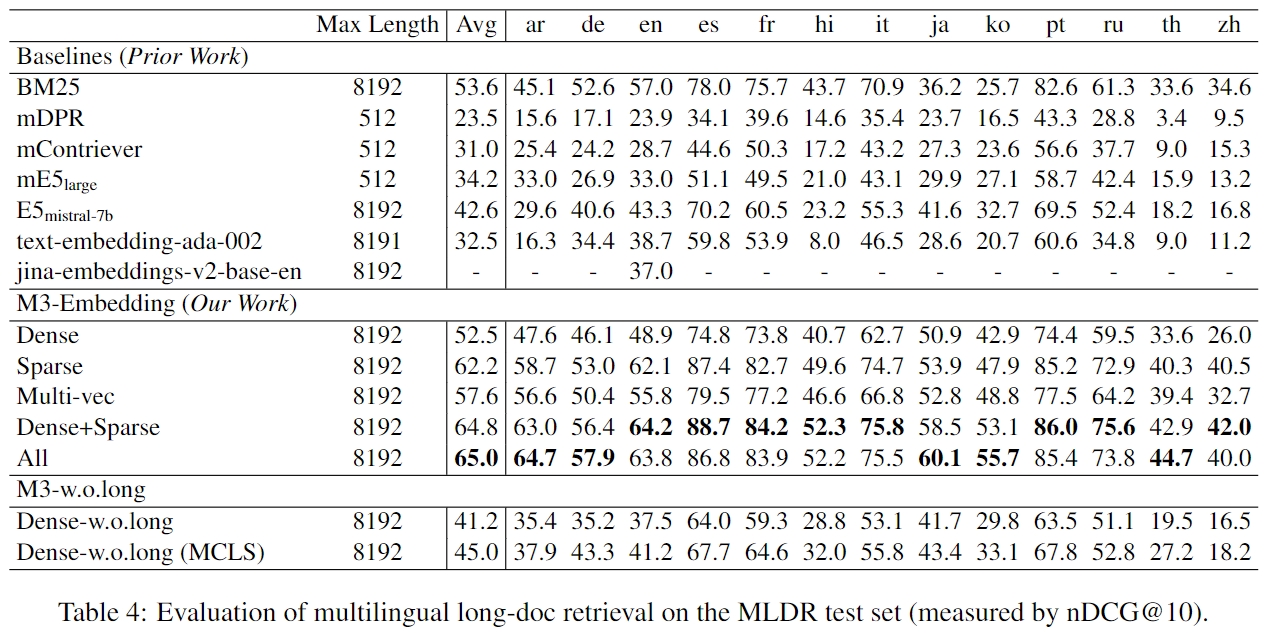 Max Length Avg ar de en es fr hi it ja ko pt ru th zh
Baselines (Prior Work)
BM25 8192 53.6 45.1 52.6 57.0 78.0 75.7 43.7 70.9 36.2 25.7 82.6 61.3 33.6 34.6
mDPR 512 23.5 15.6 17.1 23.9 34.1 39.6 14.6 35.4 23.7 16.5 43.3 28.8 3.4 9.5
mContriever 512 31.0 25.4 24.2 28.7 44.6 50.3 17.2 43.2 27.3 23.6 56.6 37.7 9.0 15.3
mE5large 512 34.2 33.0 26.9 33.0 51.1 49.5 21.0 43.1 29.9 27.1 58.7 42.4 15.9 13.2
E5mistral-7b 8192 42.6 29.6 40.6 43.3 70.2 60.5 23.2 55.3 41.6 32.7 69.5 52.4 18.2 16.8
text-embedding-ada-002 8191 32.5 16.3 34.4 38.7 59.8 53.9 8.0 46.5 28.6 20.7 60.6 34.8 9.0 11.2
jina-embeddings-v2-base-en 8192 - - - 37.0 - - - - - - - - - -
M3-Embedding (Our Work)
Dense 8192 52.5 47.6 46.1 48.9 74.8 73.8 40.7 62.7 50.9 42.9 74.4 59.5 33.6 26.0
Sparse 8192 62.2 58.7 53.0 62.1 87.4 82.7 49.6 74.7 53.9 47.9 85.2 72.9 40.3 40.5
Multi-vec 8192 57.6 56.6 50.4 55.8 79.5 77.2 46.6 66.8 52.8 48.8 77.5 64.2 39.4 32.7
Dense+Sparse 8192 64.8 63.0 56.4 64.2 88.7 84.2 52.3 75.8 58.5 53.1 86.0 75.6 42.9 42.0
All 8192 65.0 64.7 57.9 63.8 86.8 83.9 52.2 75.5 60.1 55.7 85.4 73.8 44.7 40.0
M3-w.o.long
Dense-w.o.long 8192 41.2 35.4 35.2 37.5 64.0 59.3 28.8 53.1 41.7 29.8 63.5 51.1 19.5 16.5
Dense-w.o.long (MCLS) 8192 45.0 37.9 43.3 41.2 67.7 64.6 32.0 55.8 43.4 33.1 67.8 52.8 27.2 18.2
Table 4: Evaluation of multilingual long-doc retrieval on the MLDR test set (measured by nDCG@10).